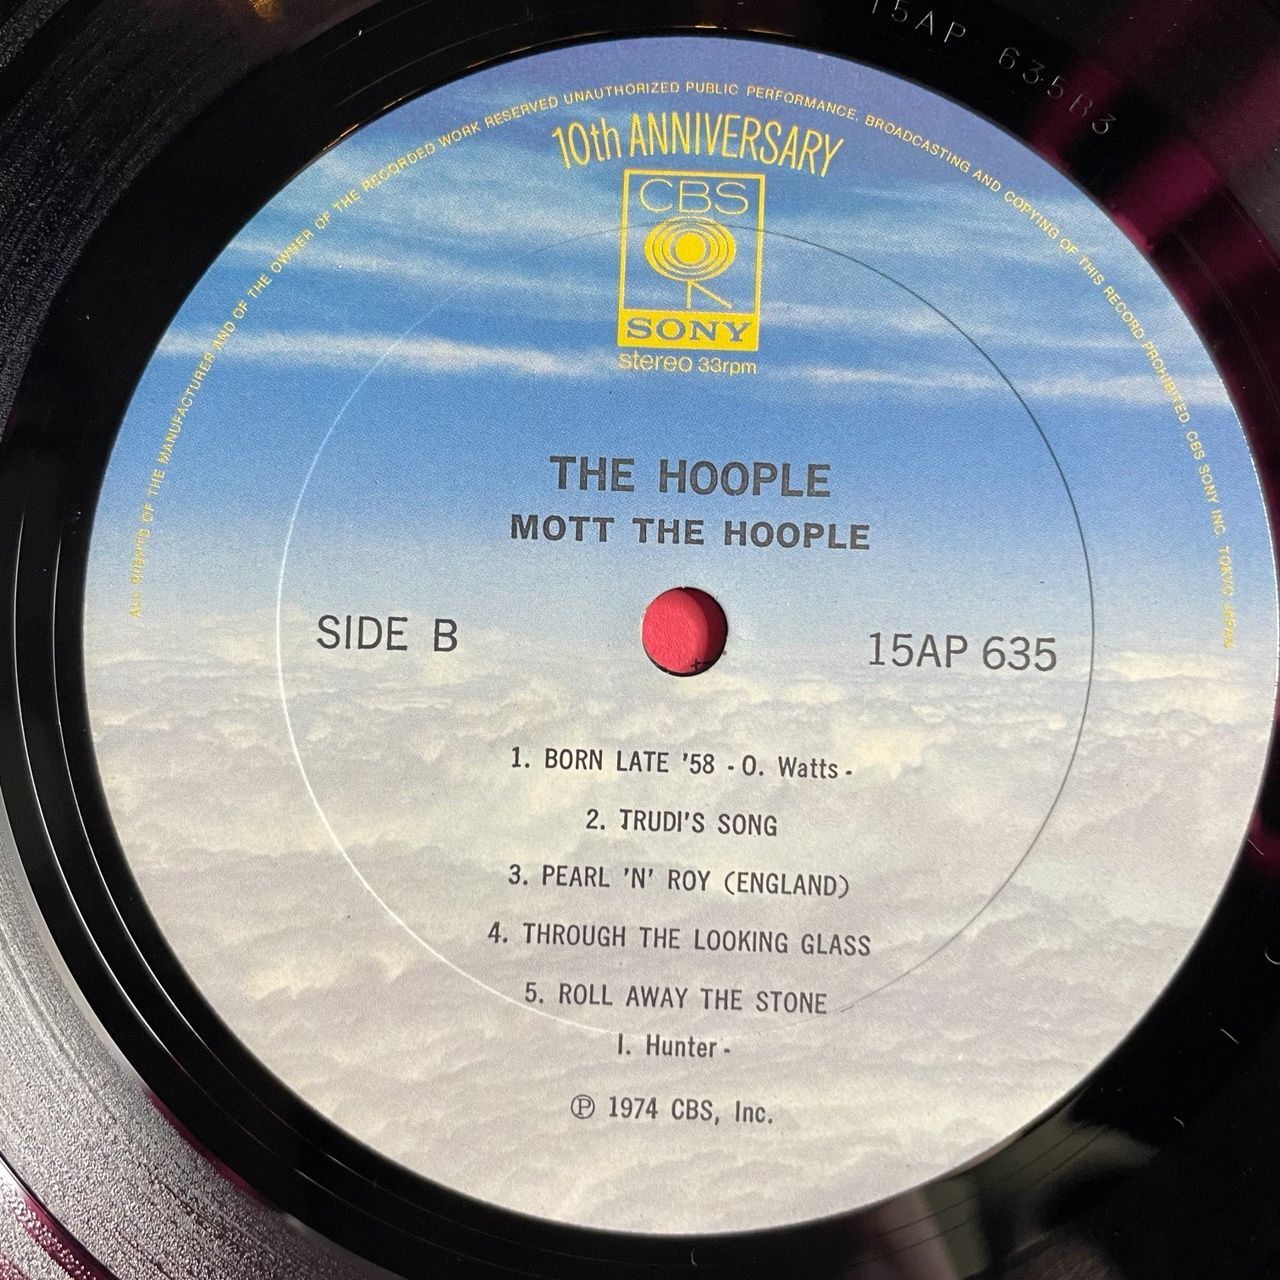 15AP 635B3
ALL RIGHTS OF THE MANUFACTURER AND OF THE OWNER OF THE RECORDED WORK RESERVED UNAUTHORIZED PUBLIC PERFORMANCE. BROADCASTING AND COPYING OF THIS RECORD PROHIBITED. CBS SONY INC. TOKYO JAPAN
10th ANNIVERSARY
CBS
SONY
stereo 33rpm
THE HOOPLE
MOTT THE HOOPLE
SIDE B
15AP 635
1. BORN LATE '58 - O. Watts -
2. TRUDI'S SONG
3. PEARL 'N' ROY (ENGLAND)
4. THROUGH THE LOOKING GLASS
5. ROLL AWAY THE STONE
I. Hunter -
Ⓟ 1974 CBS, Inc.